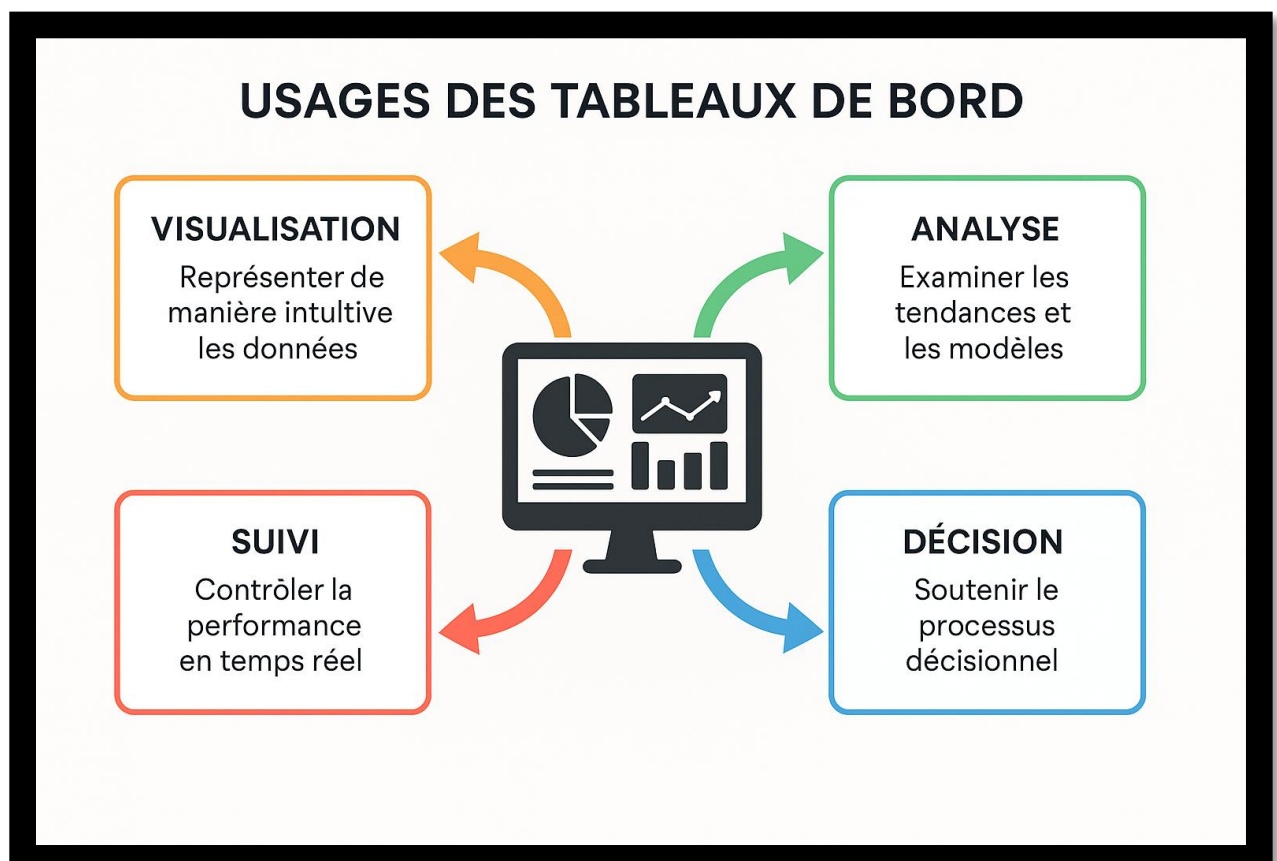 USAGES DES TABLEAUX DE BORD
VISUALISATION
Représenter de
manière intultive
les données
ANALYSE
Examiner les
tendances et
les modèles
SUIVI
Contrōler la
performance
en temps réel
DÉCISION
Soutenir le
processus
décisionnel